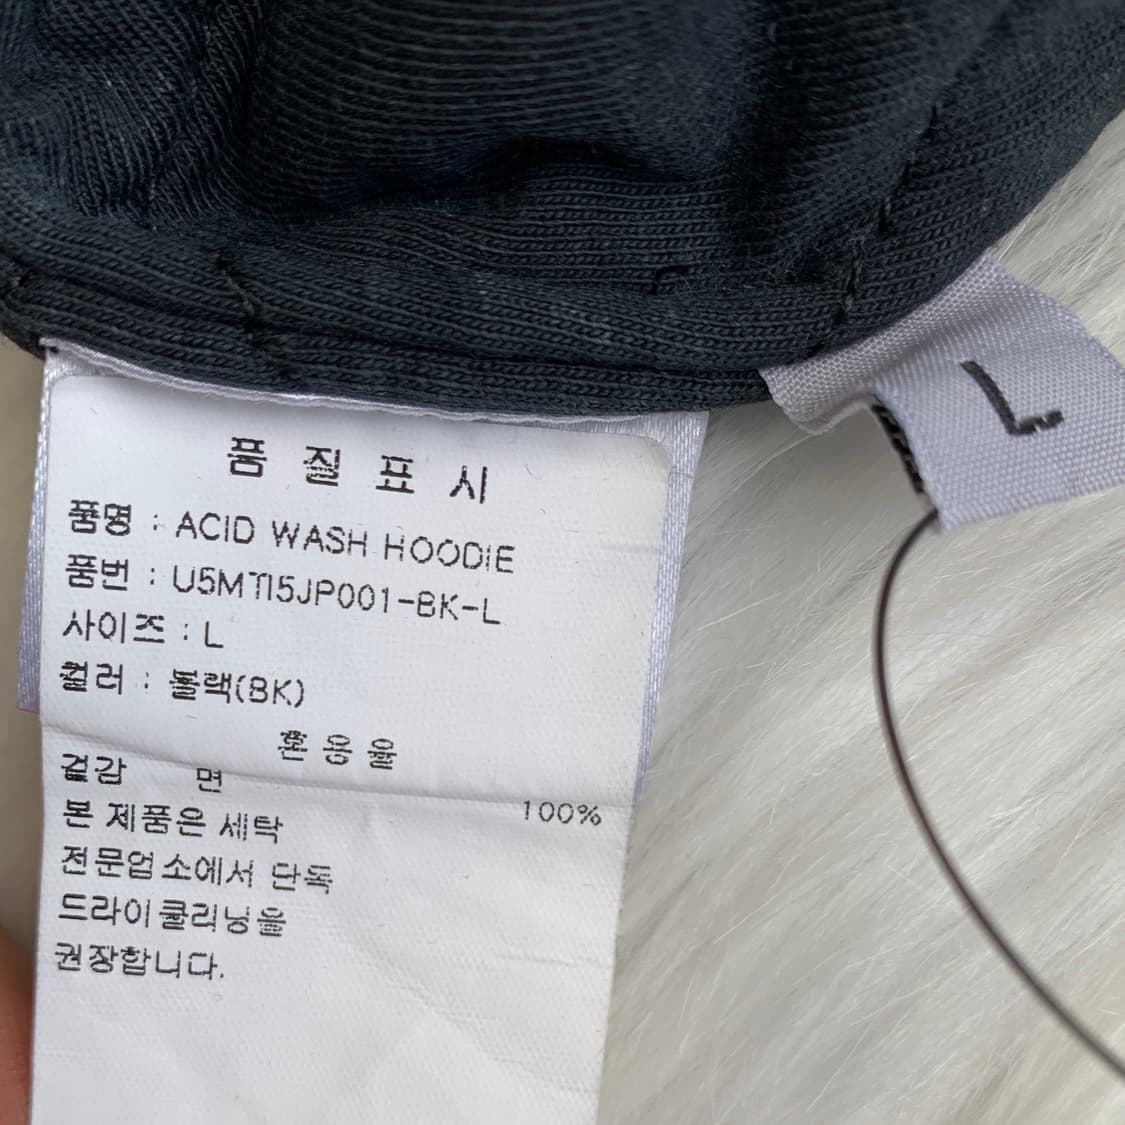 품 질 표 시
품명 : ACID WASH HOODIE
품번 : U5MTI5JP001-BK-L
사이즈 : L
컬러 : 블랙(BK)
혼 용 율
겉감 면 100%
본 제품은 세탁
전문업소에서 단독
드라이클리닝을
권장합니다.
L